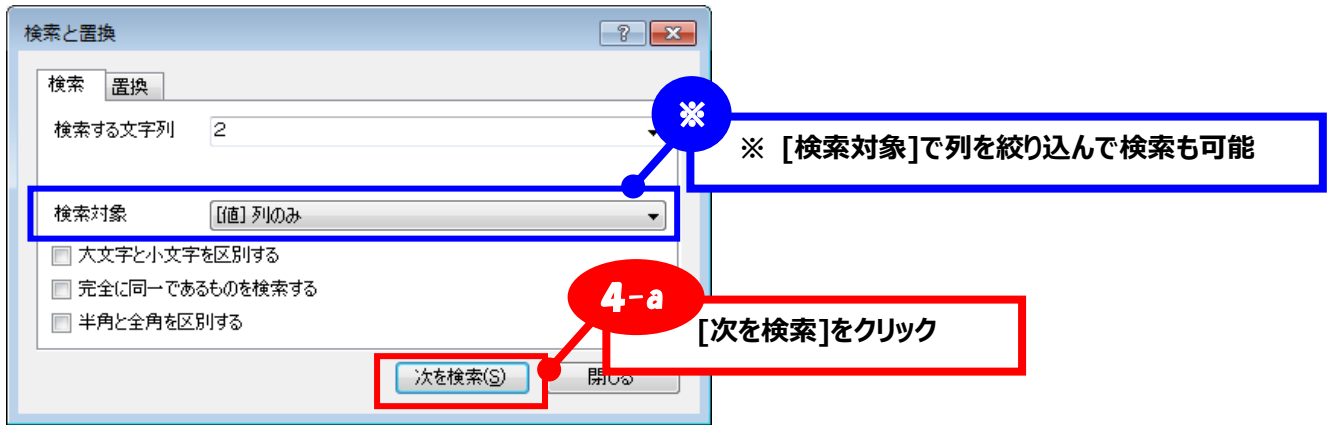 検索と置換
検索 置換
検索する文字列 2
※
※ [検索対象]で列を絞り込んで検索も可能
検索対象 [値] 列のみ
大文字と小文字を区別する
完全に同一であるものを検索する
半角と全角を区別する
4-a
[次を検索]をクリック
次を検索(S) 閉じる